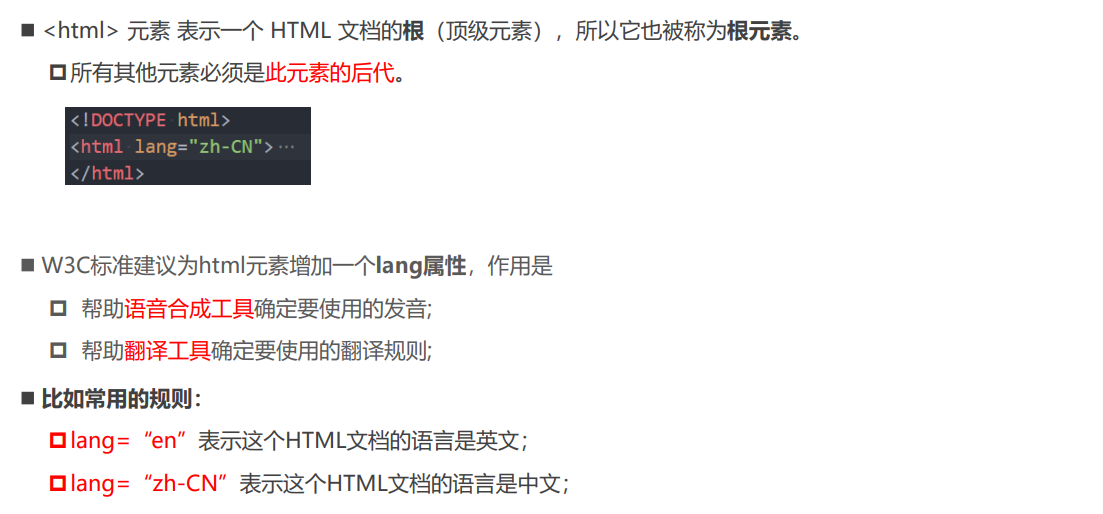 <html> 元素 表示一个 HTML 文档的根（顶级元素），所以它也被称为根元素。
所有其他元素必须是此元素的后代。
<!DOCTYPE html>
<html lang="zh-CN"> ···
</html>
W3C标准建议为html元素增加一个lang属性，作用是
帮助语音合成工具确定要使用的发音;
帮助翻译工具确定要使用的翻译规则;
比如常用的规则：
lang=“en”表示这个HTML文档的语言是英文；
lang=“zh-CN”表示这个HTML文档的语言是中文；